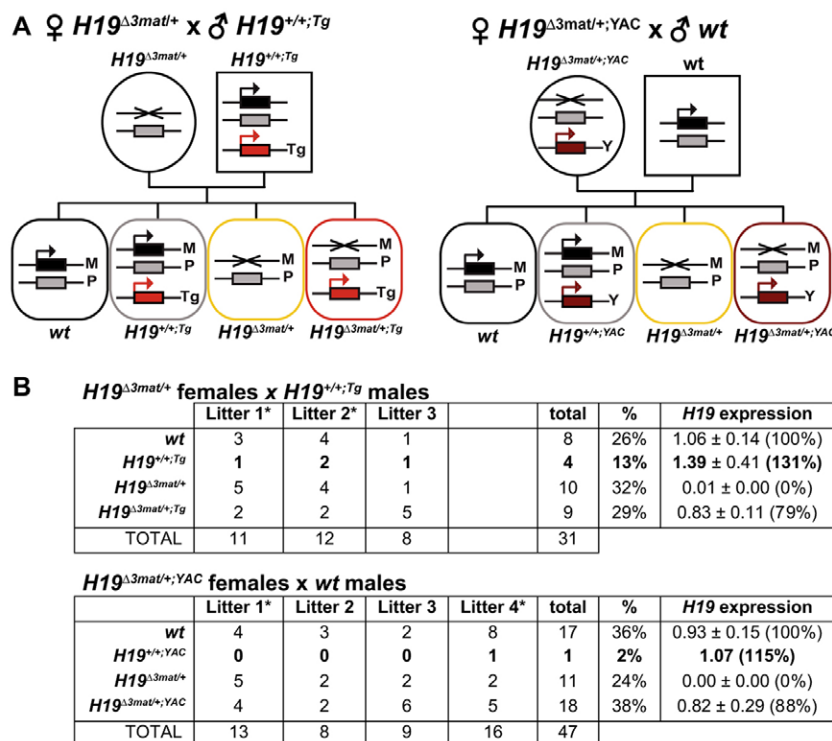 A ♀ H19Δ3mat/+ x ♂ H19+/+;Tg
♀ H19Δ3mat/+;YAC x ♂ wt
H19Δ3mat/+ H19+/+;Tg
H19Δ3mat/+;YAC wt
Tg
Y
M M M M
P P P P
Tg Tg
wt H19+/+;Tg H19Δ3mat/+ H19Δ3mat/+;Tg
M M M M
P P P P
Y Y
wt H19+/+;YAC H19Δ3mat/+ H19Δ3mat/+;YAC
B H19Δ3mat/+ females x H19+/+;Tg males
Litter 1* Litter 2* Litter 3 total % H19 expression
wt 3 4 1 8 26% 1.06 ± 0.14 (100%)
H19+/+;Tg 1 2 1 4 13% 1.39 ± 0.41 (131%)
H19Δ3mat/+ 5 4 1 10 32% 0.01 ± 0.00 (0%)
H19Δ3mat/+;Tg 2 2 5 9 29% 0.83 ± 0.11 (79%)
TOTAL 11 12 8 31
H19Δ3mat/+;YAC females x wt males
Litter 1* Litter 2 Litter 3 Litter 4* total % H19 expression
wt 4 3 2 8 17 36% 0.93 ± 0.15 (100%)
H19+/+;YAC 0 0 0 1 1 2% 1.07 (115%)
H19Δ3mat/+ 5 2 2 2 11 24% 0.00 ± 0.00 (0%)
H19Δ3mat/+;YAC 4 2 6 5 18 38% 0.82 ± 0.29 (88%)
TOTAL 13 8 9 16 47